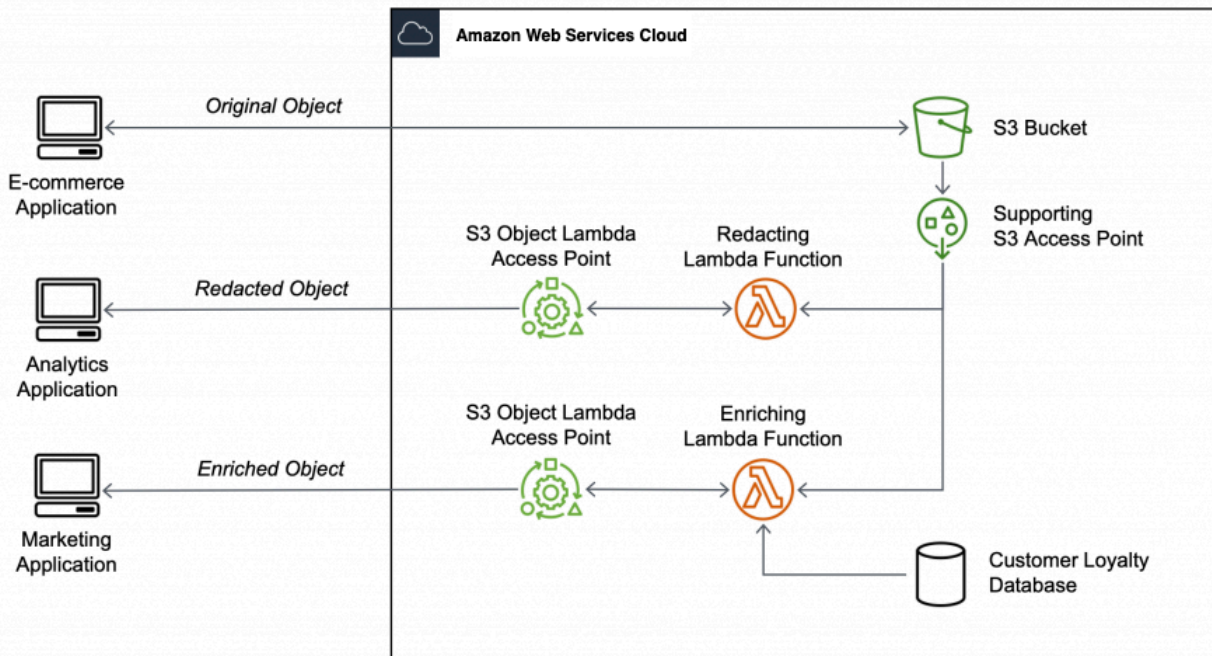 Amazon Web Services Cloud
Original Object
S3 Bucket
E-commerce
Application
Supporting
S3 Access Point
S3 Object Lambda
Access Point
Redacting
Lambda Function
Redacted Object
Analytics
Application
S3 Object Lambda
Access Point
Enriching
Lambda Function
Enriched Object
Marketing
Application
Customer Loyalty
Database